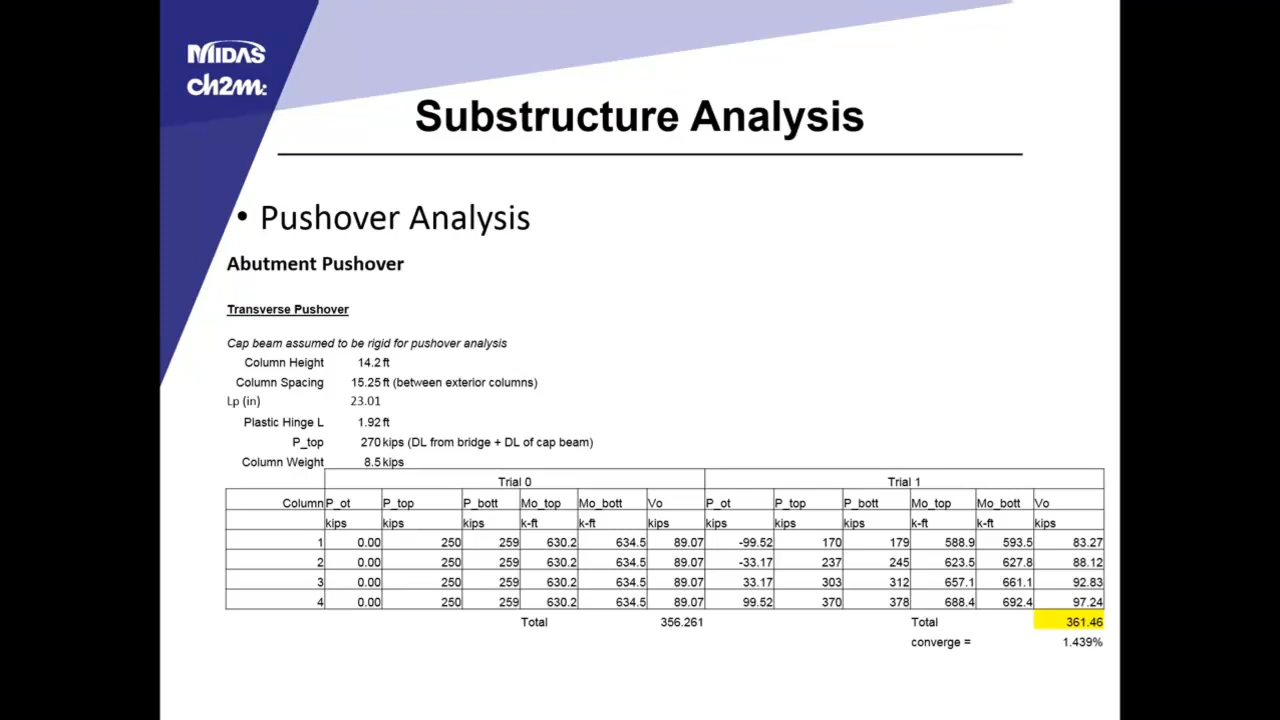 MIDAS
ch2m:
Substructure Analysis
• Pushover Analysis
Abutment Pushover
Transverse Pushover
Cap beam assumed to be rigid for pushover analysis
Column Height 14.2 ft
Column Spacing 15.25 ft (between exterior columns)
Lp (in) 23.01
Plastic Hinge L 1.92 ft
P_top 270 kips (DL from bridge + DL of cap beam)
Column Weight 8.5 kips
Trial 0 Trial 1
Column P_ot P_top P_bott Mo_top Mo_bott Vo P_ot P_top P_bott Mo_top Mo_bott Vo
kips kips kips k-ft k-ft kips kips kips kips k-ft k-ft kips
1 0.00 250 259 630.2 634.5 89.07 -99.52 170 179 588.9 593.5 83.27
2 0.00 250 259 630.2 634.5 89.07 -33.17 237 245 623.5 627.8 88.12
3 0.00 250 259 630.2 634.5 89.07 33.17 303 312 657.1 661.1 92.83
4 0.00 250 259 630.2 634.5 89.07 99.52 370 378 688.4 692.4 97.24
Total 356.261 Total 361.46
converge = 1.439%